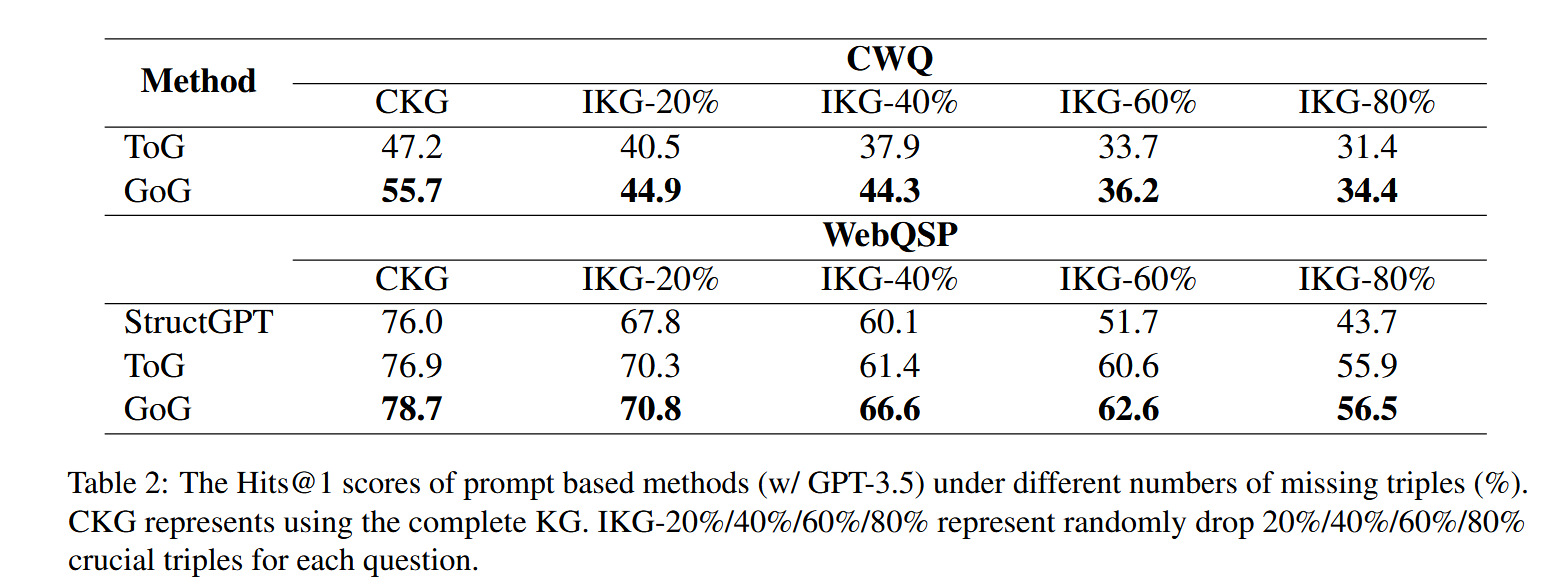 CWQ
Method
CKG IKG-20% IKG-40% IKG-60% IKG-80%
ToG 47.2 40.5 37.9 33.7 31.4
GoG 55.7 44.9 44.3 36.2 34.4
WebQSP
CKG IKG-20% IKG-40% IKG-60% IKG-80%
StructGPT 76.0 67.8 60.1 51.7 43.7
ToG 76.9 70.3 61.4 60.6 55.9
GoG 78.7 70.8 66.6 62.6 56.5
Table 2: The Hits@1 scores of prompt based methods (w/ GPT-3.5) under different numbers of missing triples (%).
CKG represents using the complete KG. IKG-20%/40%/60%/80% represent randomly drop 20%/40%/60%/80%
crucial triples for each question.